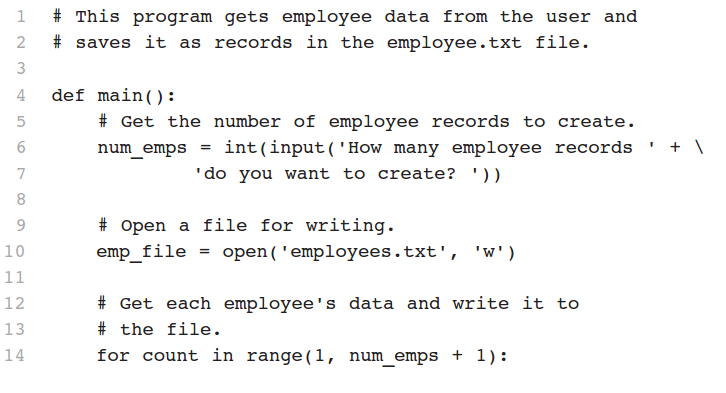 1 # This program gets employee data from the user and
2 # saves it as records in the employee.txt file.
3
4 def main():
5     # Get the number of employee records to create.
6     num_emps = int(input('How many employee records ' + \
7             'do you want to create? '))
8
9     # Open a file for writing.
10     emp_file = open('employees.txt', 'w')
11
12     # Get each employee's data and write it to
13     # the file.
14     for count in range(1, num_emps + 1):